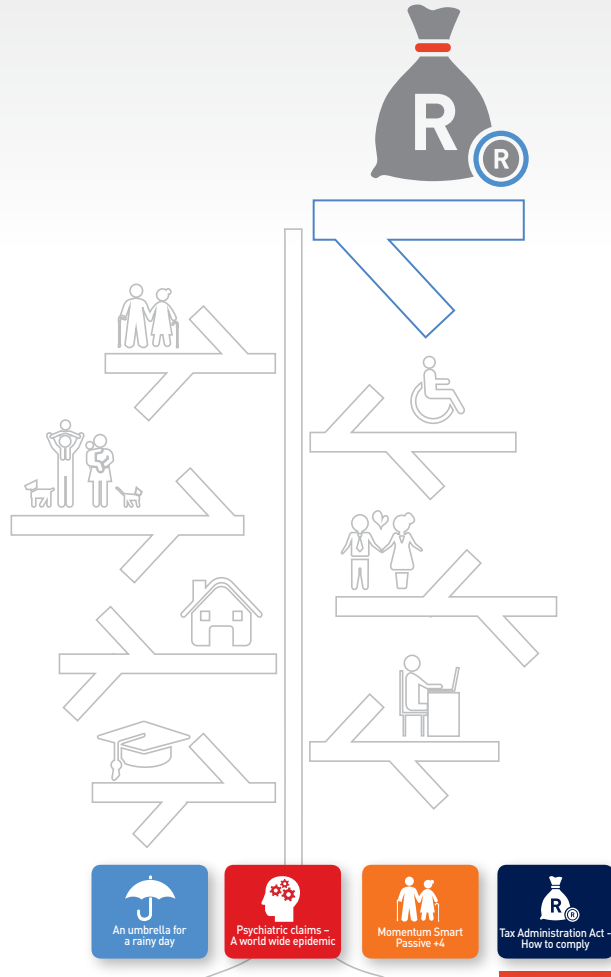 R
R
An umbrella for
a rainy day
Psychiatric claims –
A world wide epidemic
Momentum Smart
Passive +4
R
R
Tax Administration Act -
How to comply